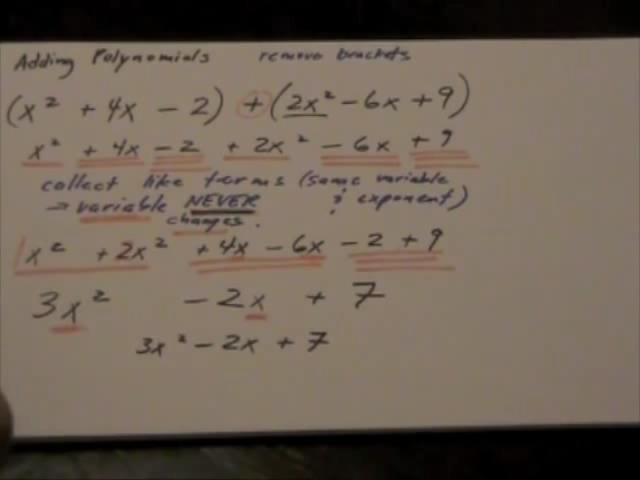 Adding Polynomials remove brackets
(x² + 4x − 2) + (2x² − 6x + 9)
x² + 4x − 2 + 2x² − 6x + 9
collect like terms (same variable
→ variable NEVER & exponent)
changes.
x² + 2x² + 4x − 6x − 2 + 9
3x² − 2x + 7
3x² − 2x + 7